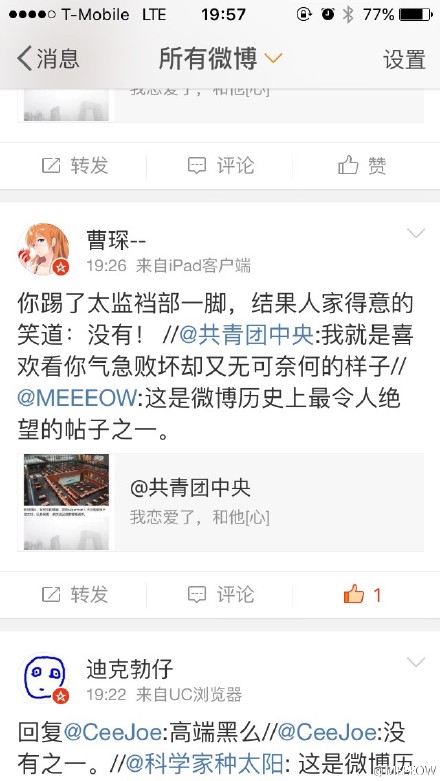 T-Mobile LTE 19:57 77%
消息 所有微博 设置
我恋爱了，和他[心]
转发 评论 赞
曹琛--
19:26 来自iPad客户端
你踢了太监裆部一脚，结果人家得意的
笑道：没有！ //@共青团中央:我就是喜
欢看你气急败坏却又无可奈何的样子//
@MEEEOW:这是微博历史上最令人绝
望的帖子之一。
@共青团中央
我恋爱了，和他[心]
转发 评论 1
迪克勃仔
19:22 来自UC浏览器
回复@CeeJoe:高端黑么//@CeeJoe:没
有之一。//@科学家种太阳: 这是微博历